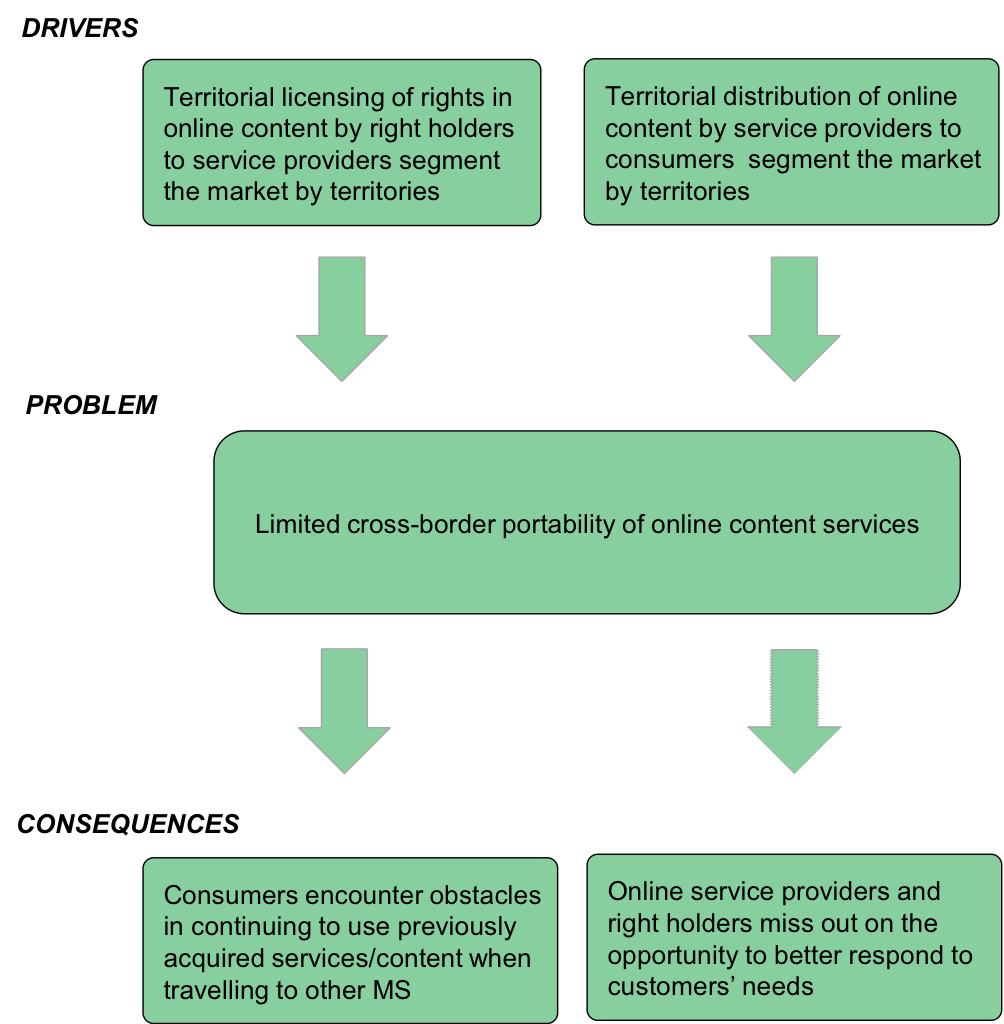 DRIVERS
Territorial licensing of rights in
online content by right holders
to service providers segment
the market by territories
Territorial distribution of online
content by service providers to
consumers  segment the market
by territories
PROBLEM
Limited cross-border portability of online content services
CONSEQUENCES
Consumers encounter obstacles
in continuing to use previously
acquired services/content when
travelling to other MS
Online service providers and
right holders miss out on the
opportunity to better respond to
customers’ needs